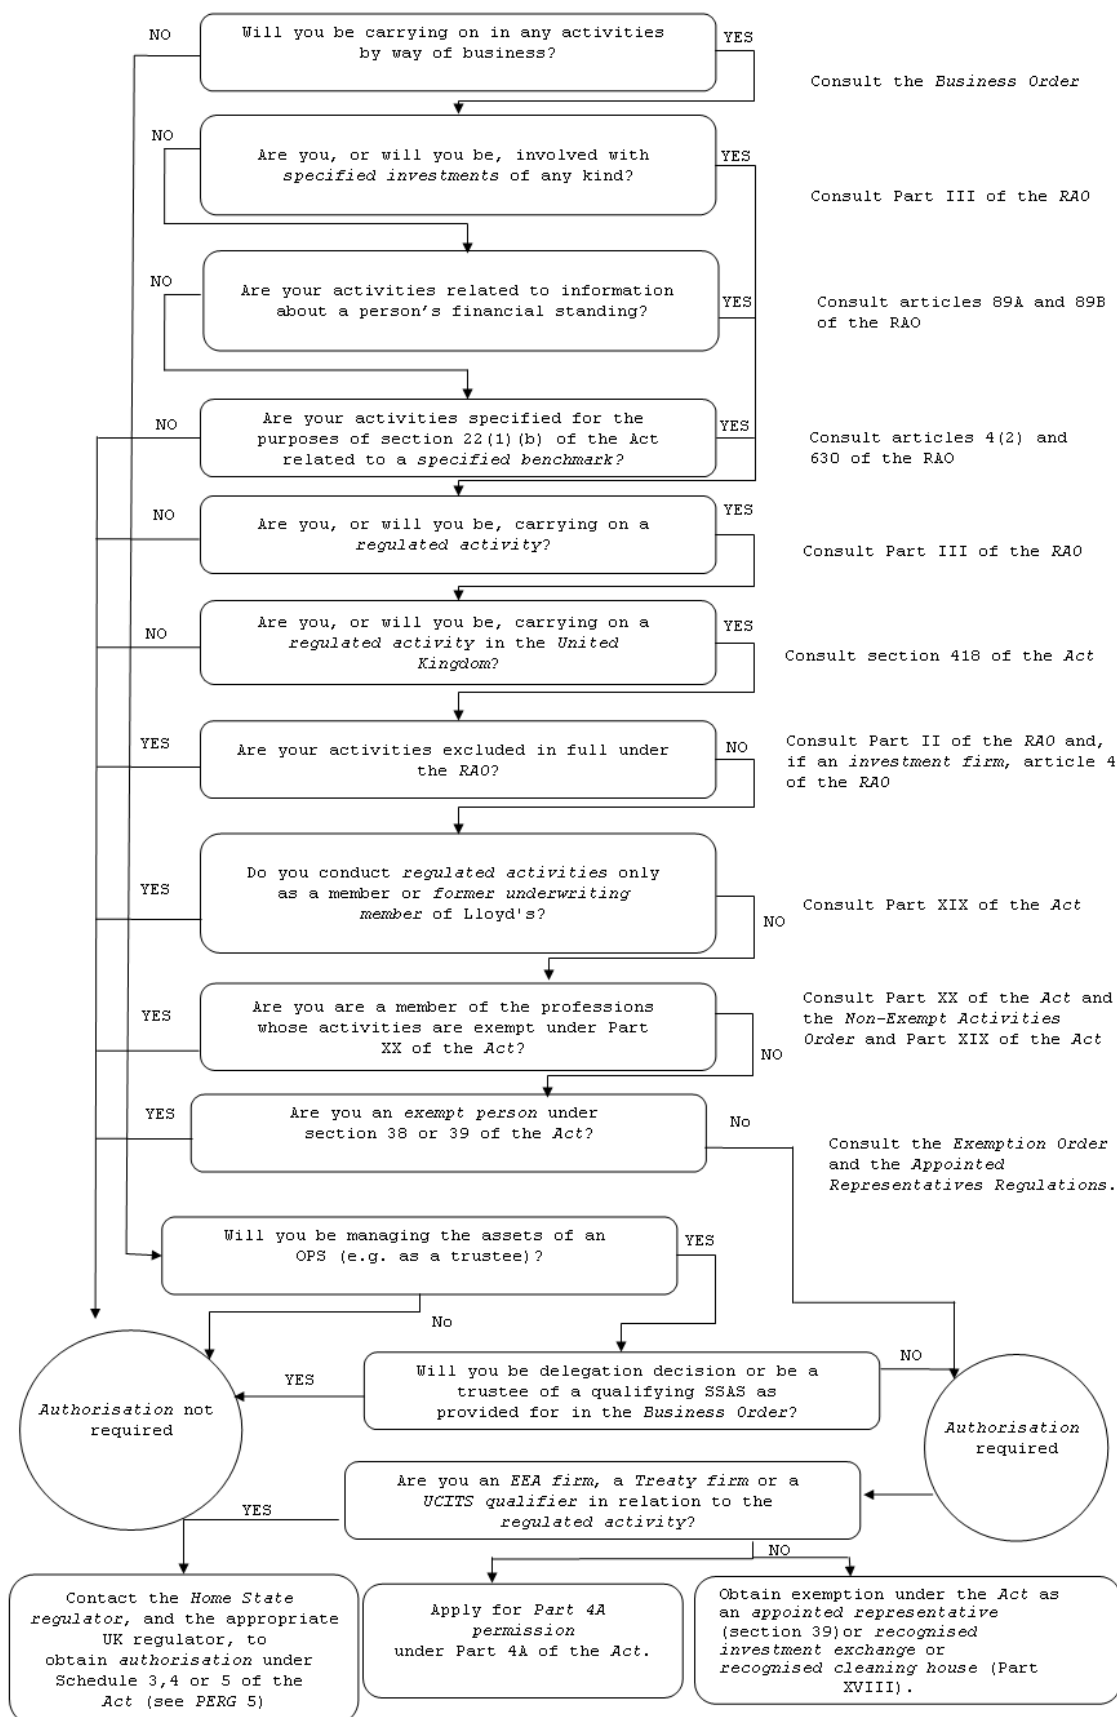 NO
Will you be carrying on in any activities
by way of business?
YES
Consult the Business Order
NO
Are you, or will you be, involved with
specified investments of any kind?
YES
Consult Part III of the RAO
NO
Are your activities related to information
about a person's financial standing?
YES
Consult articles 89A and 89B
of the RAO
NO
Are your activities specified for the
purposes of section 22(1)(b) of the Act
related to a specified benchmark?
YES
Consult articles 4(2) and
63O of the RAO
NO
Are you, or will you be, carrying on a
regulated activity?
YES
Consult Part III of the RAO
NO
Are you, or will you be, carrying on a
regulated activity in the United
Kingdom?
YES
Consult section 418 of the Act
YES
Are your activities excluded in full under
the RAO?
NO
Consult Part II of the RAO and,
if an investment firm, article 4
of the RAO
YES
Do you conduct regulated activities only
as a member or former underwriting
member of Lloyd's?
NO
Consult Part XIX of the Act
YES
Are you are a member of the professions
whose activities are exempt under Part
XX of the Act?
NO
Consult Part XX of the Act and
the Non-Exempt Activities
Order and Part XIX of the Act
YES
Are you an exempt person under
section 38 or 39 of the Act?
No
Consult the Exemption Order
and the Appointed
Representatives Regulations.
Will you be managing the assets of an
OPS (e.g. as a trustee)?
YES
No
Will you be delegation decision or be a
trustee of a qualifying SSAS as
provided for in the Business Order?
YES
NO
Authorisation not
required
Authorisation
required
Are you an EEA firm, a Treaty firm or a
UCITS qualifier in relation to the
regulated activity?
YES
NO
Contact the Home State
regulator, and the appropriate
UK regulator, to
obtain authorisation under
Schedule 3,4 or 5 of the
Act (see PERG 5)
Apply for Part 4A
permission
under Part 4A of the Act.
Obtain exemption under the Act as
an appointed representative
(section 39)or recognised
investment exchange or
recognised cleaning house (Part
XVIII).